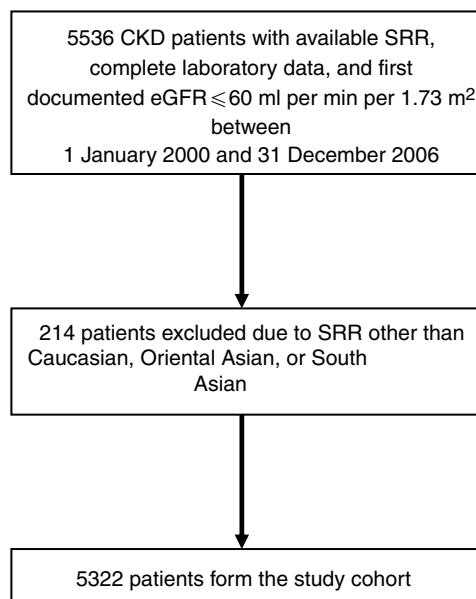 5536 CKD patients with available SRR,
complete laboratory data, and first
documented eGFR ⩽ 60 ml per min per 1.73 m²
between
1 January 2000 and 31 December 2006
214 patients excluded due to SRR other than
Caucasian, Oriental Asian, or South
Asian
5322 patients form the study cohort